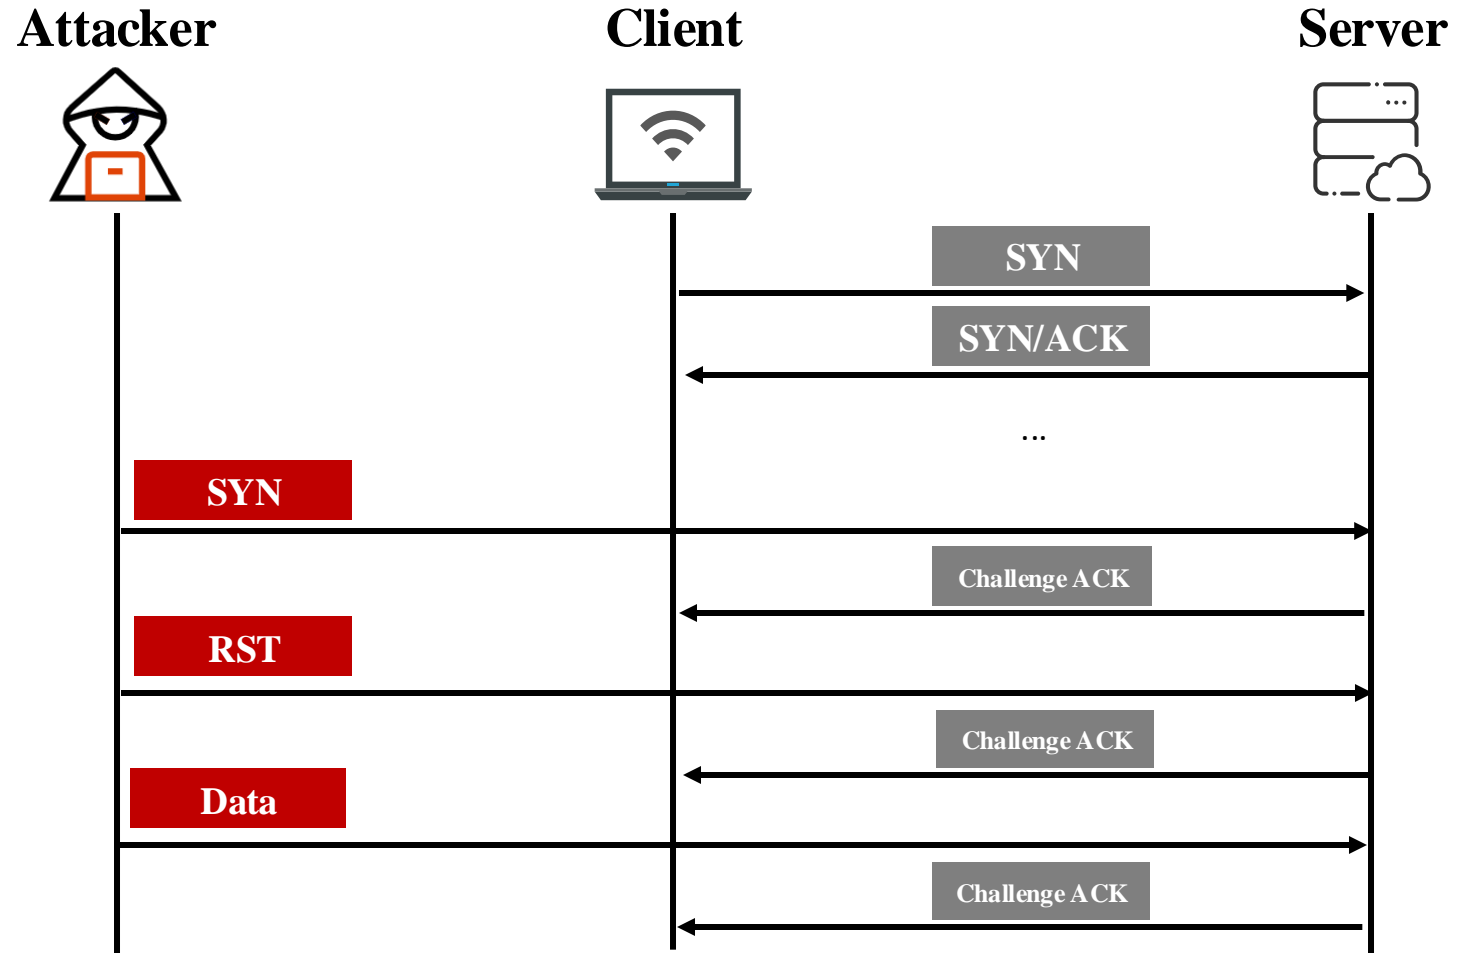 Attacker
Client
Server
SYN
SYN/ACK
...
SYN
Challenge ACK
RST
Challenge ACK
Data
Challenge ACK